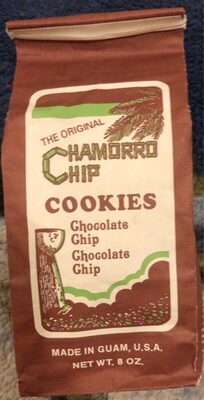 THE ORIGINAL
CHAMORRO
CHIP
COOKIES
Chocolate
Chip
Chocolate
Chip
MADE IN GUAM, U.S.A.
NET WT. 8 OZ.